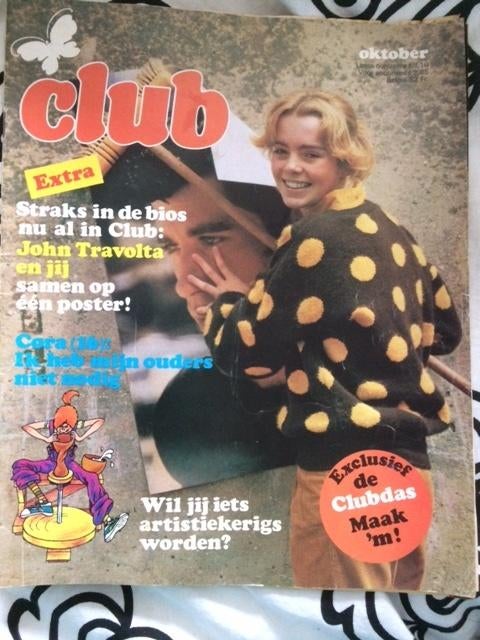 oktober
club
Extra
Straks in de bios
nu al in Club:
John Travolta
en jij
samen op
één poster!
Cora (16):
Ik heb mijn ouders
niet nodig
Wil jij iets
artistiekerigs
worden?
Exclusief
de
Clubdas
Maak
'm!